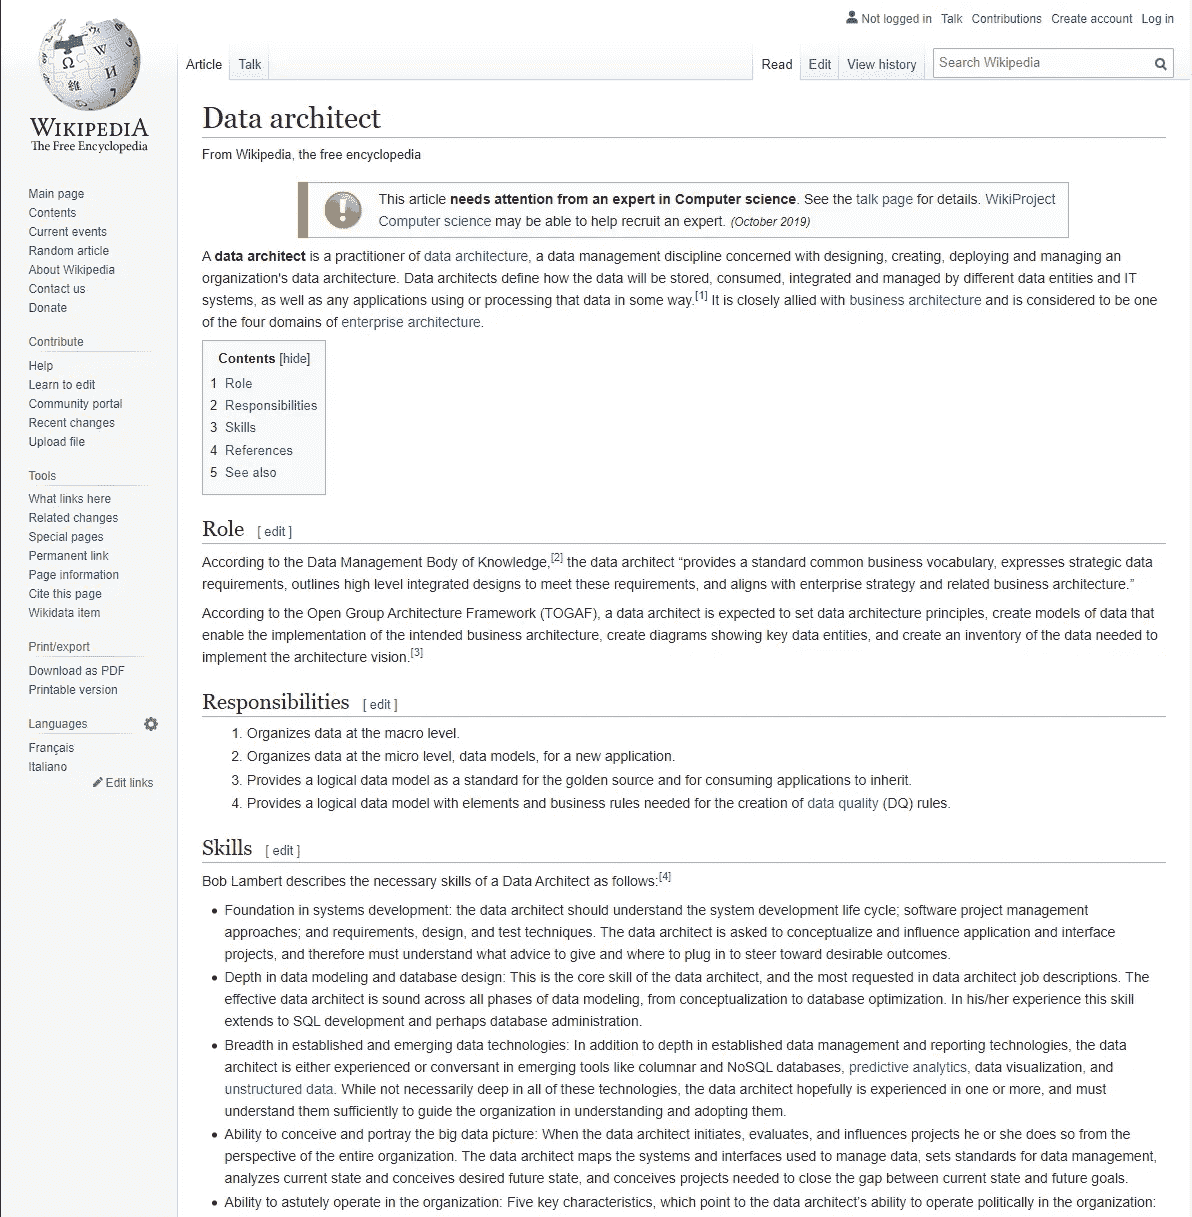 Not logged in Talk Contributions Create account Log in
Article Talk Read Edit View history Search Wikipedia
Ω W И 維 7
WIKIPEDIA
The Free Encyclopedia
Main page
Contents
Current events
Random article
About Wikipedia
Contact us
Donate
Contribute
Help
Learn to edit
Community portal
Recent changes
Upload file
Tools
What links here
Related changes
Special pages
Permanent link
Page information
Cite this page
Wikidata item
Print/export
Download as PDF
Printable version
Languages
Français
Italiano
Edit links
Data architect
From Wikipedia, the free encyclopedia
This article needs attention from an expert in Computer science. See the talk page for details. WikiProject
Computer science may be able to help recruit an expert. (October 2019)
A data architect is a practitioner of data architecture, a data management discipline concerned with designing, creating, deploying and managing an
organization's data architecture. Data architects define how the data will be stored, consumed, integrated and managed by different data entities and IT
systems, as well as any applications using or processing that data in some way.[1] It is closely allied with business architecture and is considered to be one
of the four domains of enterprise architecture.
Contents [hide]
1 Role
2 Responsibilities
3 Skills
4 References
5 See also
Role [ edit ]
According to the Data Management Body of Knowledge,[2] the data architect “provides a standard common business vocabulary, expresses strategic data
requirements, outlines high level integrated designs to meet these requirements, and aligns with enterprise strategy and related business architecture.”
According to the Open Group Architecture Framework (TOGAF), a data architect is expected to set data architecture principles, create models of data that
enable the implementation of the intended business architecture, create diagrams showing key data entities, and create an inventory of the data needed to
implement the architecture vision.[3]
Responsibilities [ edit ]
1. Organizes data at the macro level.
2. Organizes data at the micro level, data models, for a new application.
3. Provides a logical data model as a standard for the golden source and for consuming applications to inherit.
4. Provides a logical data model with elements and business rules needed for the creation of data quality (DQ) rules.
Skills [ edit ]
Bob Lambert describes the necessary skills of a Data Architect as follows:[4]
• Foundation in systems development: the data architect should understand the system development life cycle; software project management
approaches; and requirements, design, and test techniques. The data architect is asked to conceptualize and influence application and interface
projects, and therefore must understand what advice to give and where to plug in to steer toward desirable outcomes.
• Depth in data modeling and database design: This is the core skill of the data architect, and the most requested in data architect job descriptions. The
effective data architect is sound across all phases of data modeling, from conceptualization to database optimization. In his/her experience this skill
extends to SQL development and perhaps database administration.
• Breadth in established and emerging data technologies: In addition to depth in established data management and reporting technologies, the data
architect is either experienced or conversant in emerging tools like columnar and NoSQL databases, predictive analytics, data visualization, and
unstructured data. While not necessarily deep in all of these technologies, the data architect hopefully is experienced in one or more, and must
understand them sufficiently to guide the organization in understanding and adopting them.
• Ability to conceive and portray the big data picture: When the data architect initiates, evaluates, and influences projects he or she does so from the
perspective of the entire organization. The data architect maps the systems and interfaces used to manage data, sets standards for data management,
analyzes current state and conceives desired future state, and conceives projects needed to close the gap between current state and future goals.
• Ability to astutely operate in the organization: Five key characteristics, which point to the data architect’s ability to operate politically in the organization: